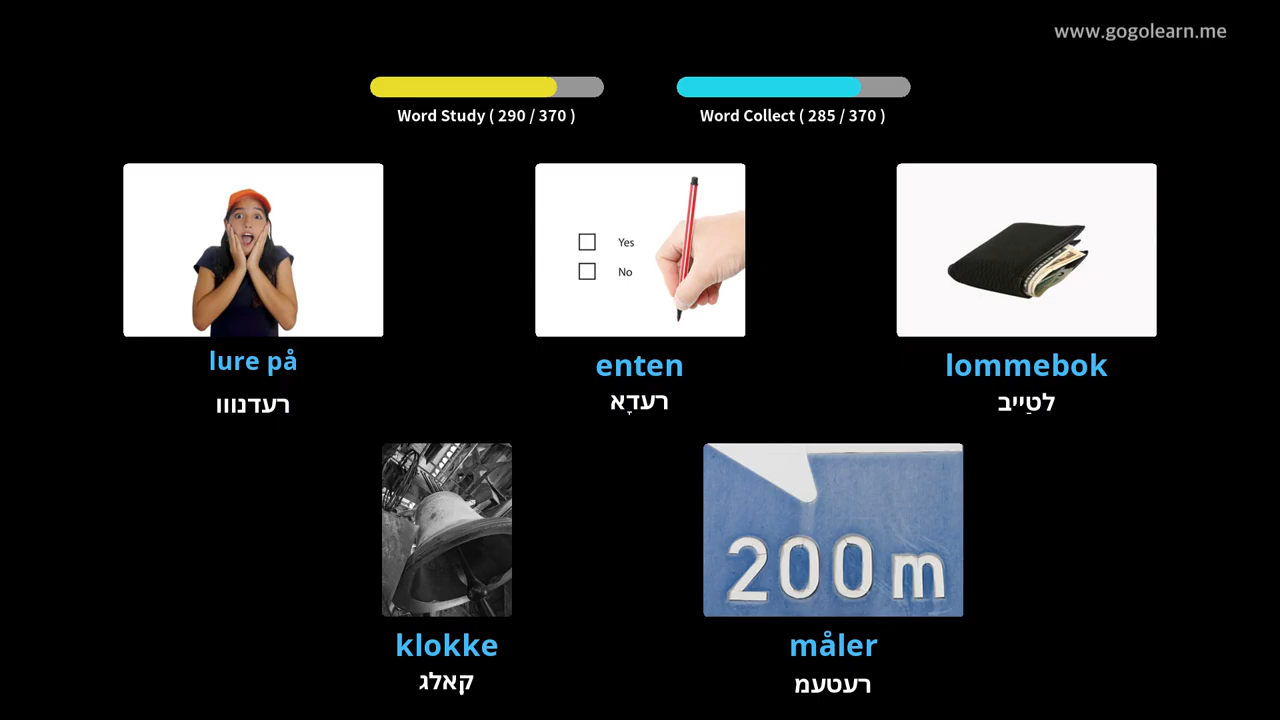 www.gogolearn.me
Word Study ( 290 / 370 )
Word Collect ( 285 / 370 )
Yes
No
lure på
רעדנווו
enten
רעדָא
lommebok
לטַייב
200 m
klokke
קָאלג
måler
רעטעמ